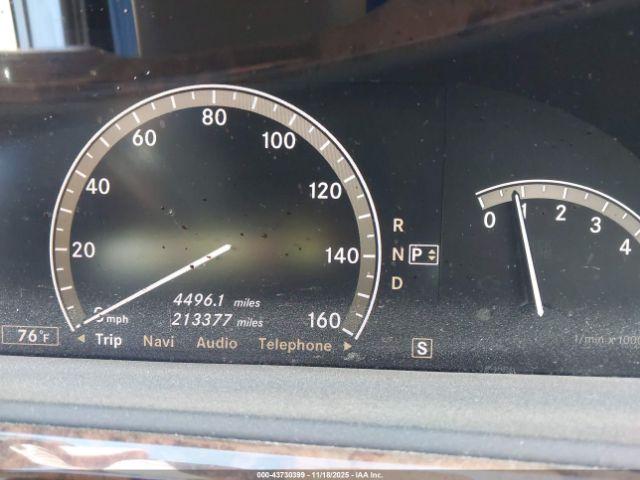 80
60
100
40
120
20
140
0 mph
160
4496.1 miles
213377 miles
76°F
Trip Navi Audio Telephone
R
N P
D
S
0 1 2 3 4
1/min x 1000
000-43730399 | 11/18/2025 - IAA Inc.